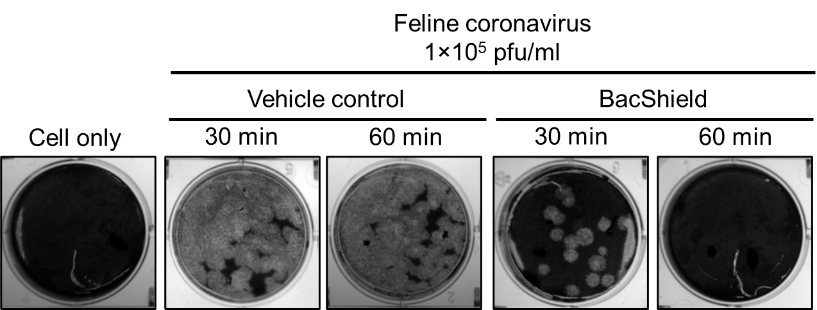 Feline coronavirus
1×10⁵ pfu/ml
Vehicle control
BacShield
Cell only
30 min
60 min
30 min
60 min